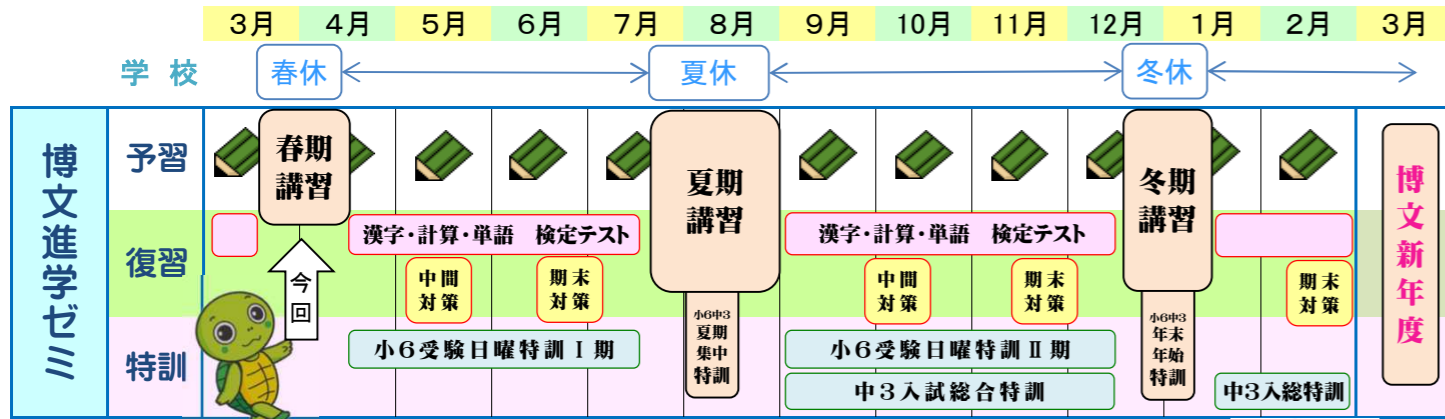 3月 4月 5月 6月 7月 8月 9月 10月 11月 12月 1月 2月 3月
学校 春休 夏休 冬休
博文進学ゼミ
予習
春期
講習
夏期
講習
冬期
講習
博文新年度
復習
漢字・計算・単語 検定テスト
漢字・計算・単語 検定テスト
今回
中間
対策
期末
対策
中間
対策
期末
対策
期末
対策
特訓
小6受験日曜特訓Ⅰ期
小6中3
夏期
集中
特訓
小6受験日曜特訓Ⅱ期
中3入試総合特訓
小6中3
年末
年始
特訓
中3入総特訓